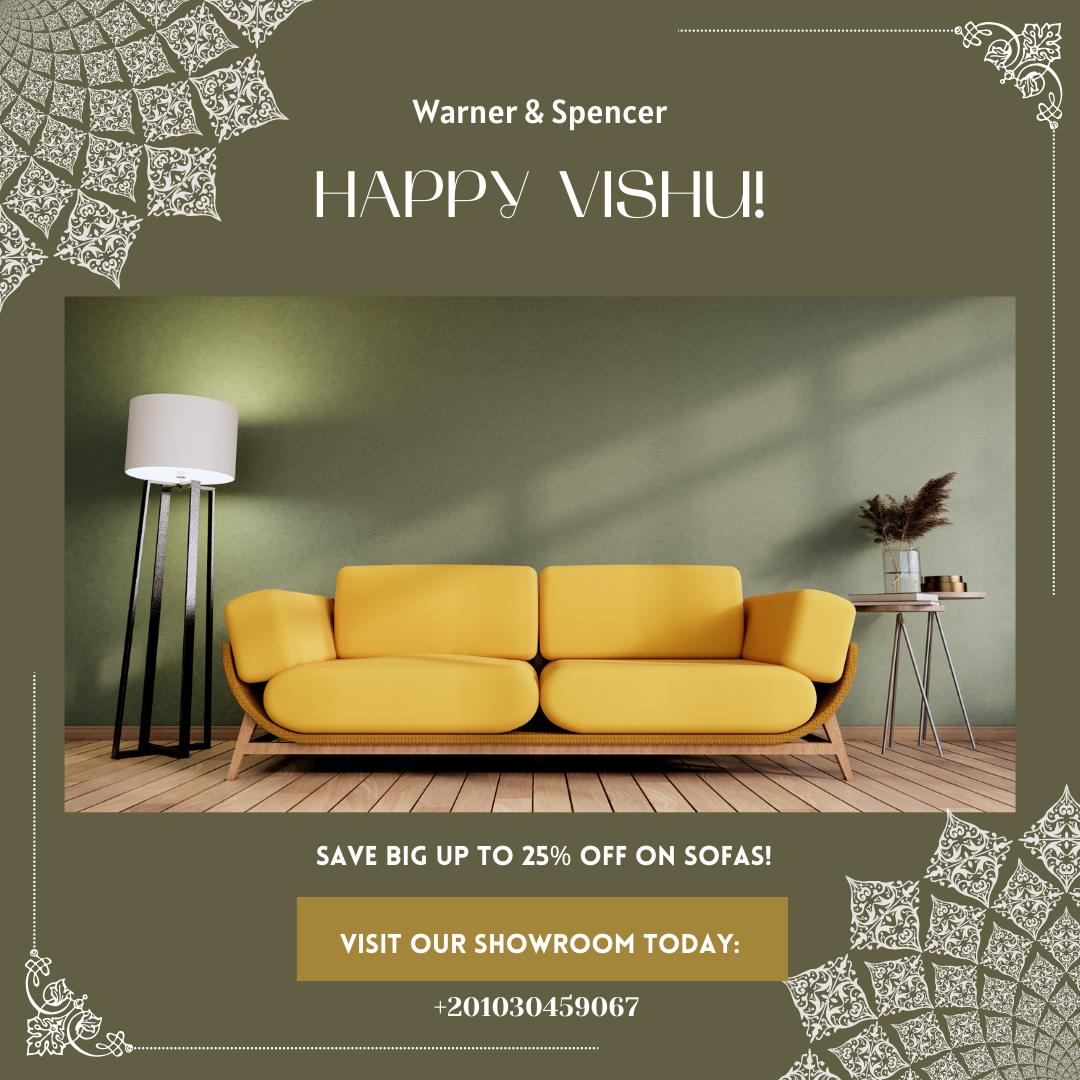 Warner & Spencer
HAPPY VISHU!
SAVE BIG UP TO 25% OFF ON SOFAS!
VISIT OUR SHOWROOM TODAY:
+201030459067